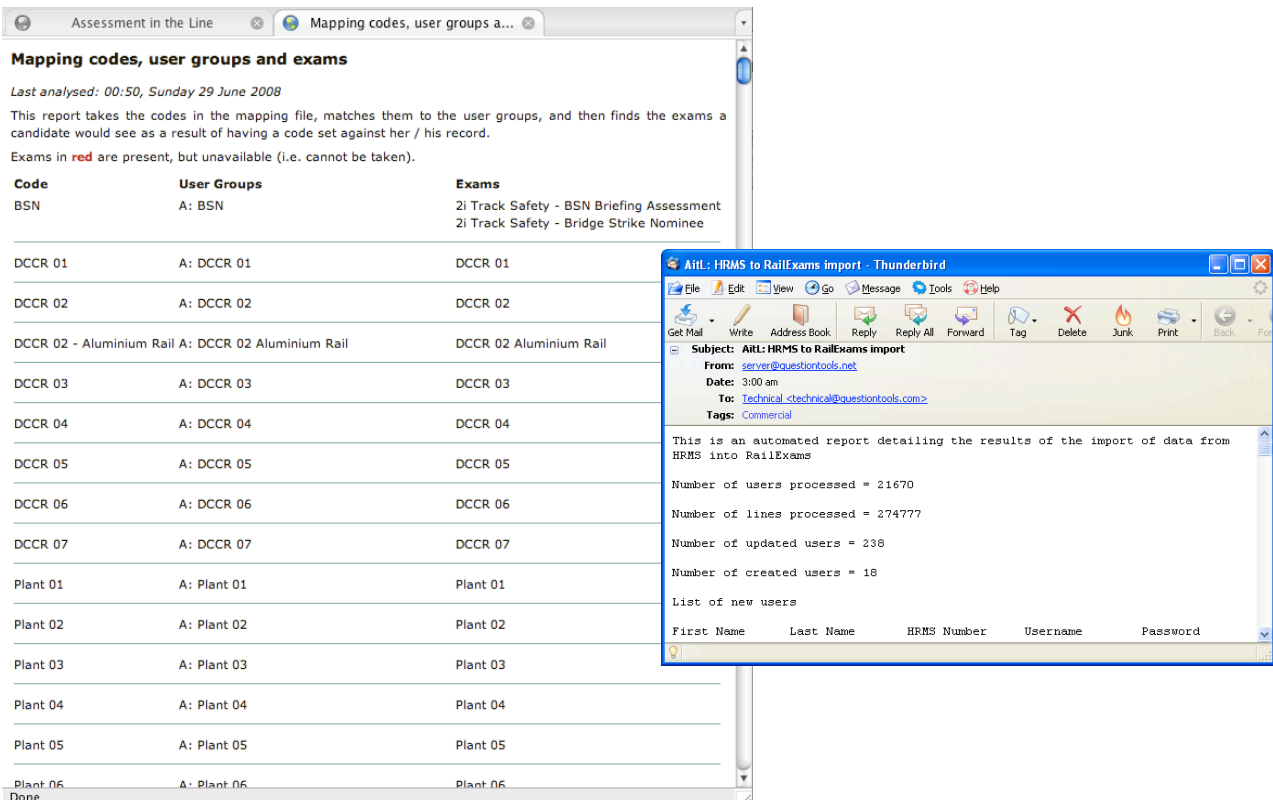 Assessment in the Line
Mapping codes, user groups a...
Mapping codes, user groups and exams
Last analysed: 00:50, Sunday 29 June 2008
This report takes the codes in the mapping file, matches them to the user groups, and then finds the exams a
candidate would see as a result of having a code set against her / his record.
Exams in red are present, but unavailable (i.e. cannot be taken).
Code User Groups Exams
BSN A: BSN 2i Track Safety - BSN Briefing Assessment
2i Track Safety - Bridge Strike Nominee
DCCR 01 A: DCCR 01 DCCR 01
DCCR 02 A: DCCR 02 DCCR 02
DCCR 02 - Aluminium Rail A: DCCR 02 Aluminium Rail DCCR 02 Aluminium Rail
DCCR 03 A: DCCR 03 DCCR 03
DCCR 04 A: DCCR 04 DCCR 04
DCCR 05 A: DCCR 05 DCCR 05
DCCR 06 A: DCCR 06 DCCR 06
DCCR 07 A: DCCR 07 DCCR 07
Plant 01 A: Plant 01 Plant 01
Plant 02 A: Plant 02 Plant 02
Plant 03 A: Plant 03 Plant 03
Plant 04 A: Plant 04 Plant 04
Plant 05 A: Plant 05 Plant 05
Plant 06 A: Plant 06 Plant 06
Done
AitL: HRMS to RailExams import - Thunderbird
File Edit View Go Message Tools Help
Get Mail Write Address Book Reply Reply All Forward Tag Delete Junk Print Back
Subject: AitL: HRMS to RailExams import
From: server@questiontools.net
Date: 3:00 am
To: Technical <technical@questiontools.com>
Tags: Commercial
This is an automated report detailing the results of the import of data from
HRMS into RailExams
Number of users processed = 21670
Number of lines processed = 274777
Number of updated users = 238
Number of created users = 18
List of new users
First Name Last Name HRMS Number Username Password